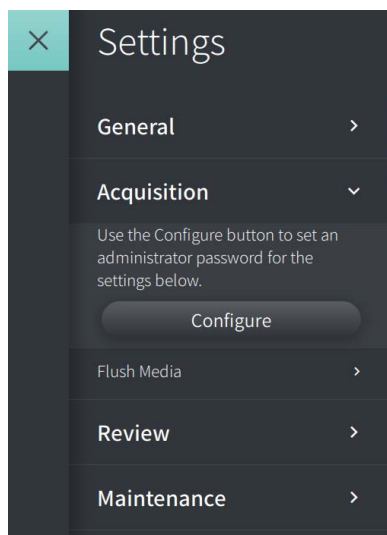 Settings
General
Acquisition
Use the Configure button to set an
administrator password for the
settings below.
Configure
Flush Media
Review
Maintenance